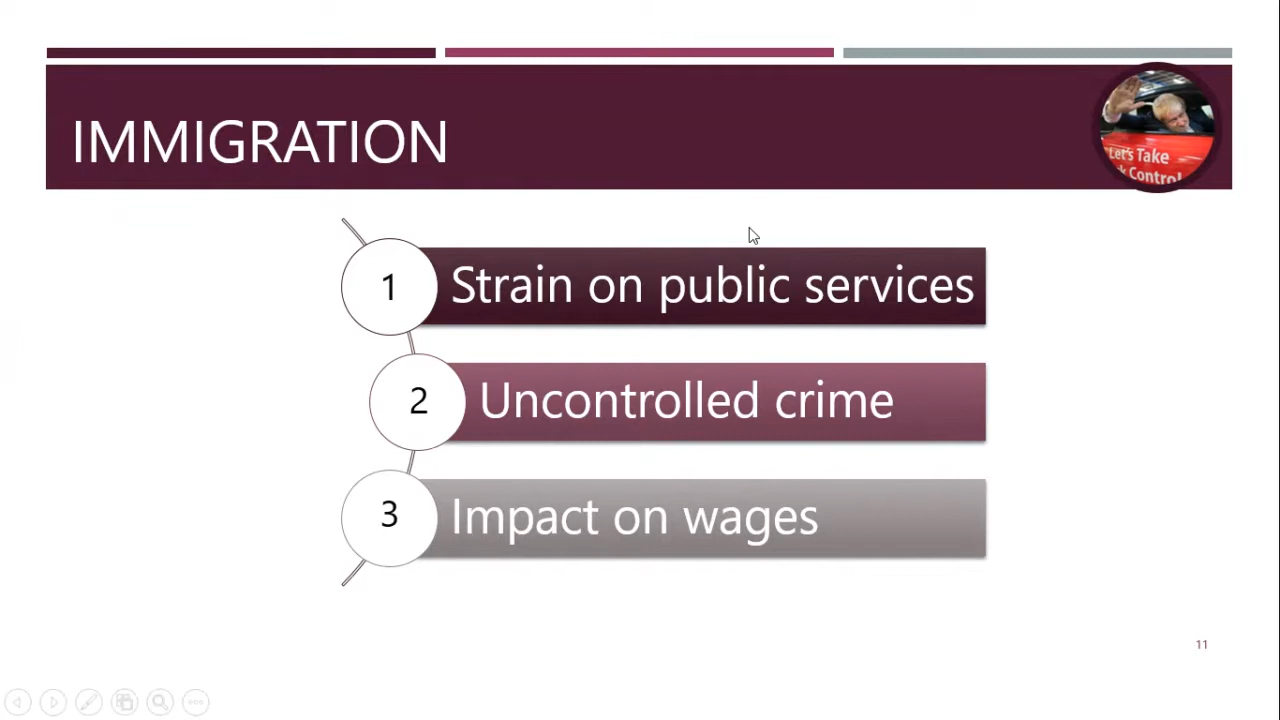 IMMIGRATION
Let's Take
k Control
1
Strain on public services
2
Uncontrolled crime
3
Impact on wages
11